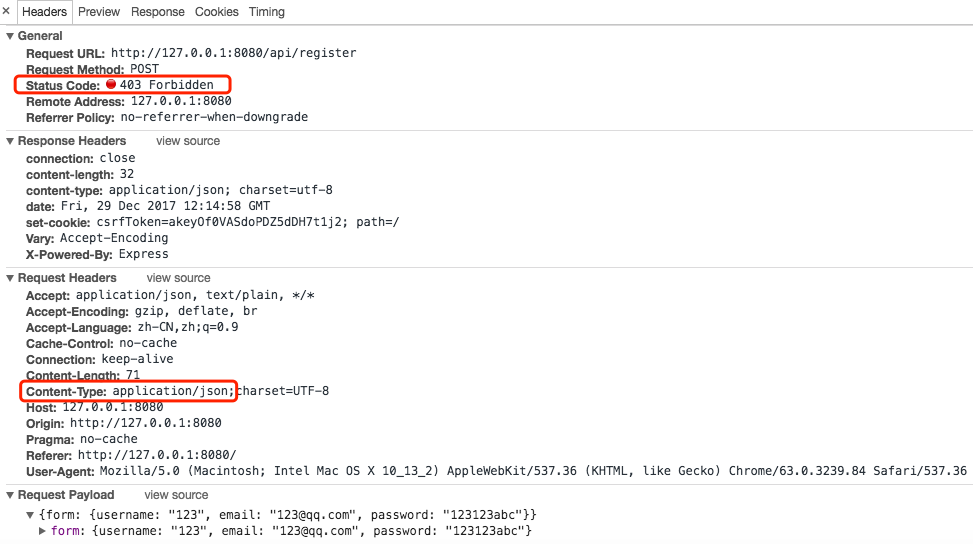 × Headers Preview Response Cookies Timing
▼ General
Request URL: http://127.0.0.1:8080/api/register
Request Method: POST
Status Code: 403 Forbidden
Remote Address: 127.0.0.1:8080
Referrer Policy: no-referrer-when-downgrade
▼ Response Headers view source
connection: close
content-length: 32
content-type: application/json; charset=utf-8
date: Fri, 29 Dec 2017 12:14:58 GMT
set-cookie: csrfToken=akeyOf0VASdoPDZ5dDH7t1j2; path=/
Vary: Accept-Encoding
X-Powered-By: Express
▼ Request Headers view source
Accept: application/json, text/plain, */*
Accept-Encoding: gzip, deflate, br
Accept-Language: zh-CN,zh;q=0.9
Cache-Control: no-cache
Connection: keep-alive
Content-Length: 71
Content-Type: application/json;charset=UTF-8
Host: 127.0.0.1:8080
Origin: http://127.0.0.1:8080
Pragma: no-cache
Referer: http://127.0.0.1:8080/
User-Agent: Mozilla/5.0 (Macintosh; Intel Mac OS X 10_13_2) AppleWebKit/537.36 (KHTML, like Gecko) Chrome/63.0.3239.84 Safari/537.36
▼ Request Payload view source
▼ {form: {username: "123", email: "123@qq.com", password: "123123abc"}}
▶ form: {username: "123", email: "123@qq.com", password: "123123abc"}